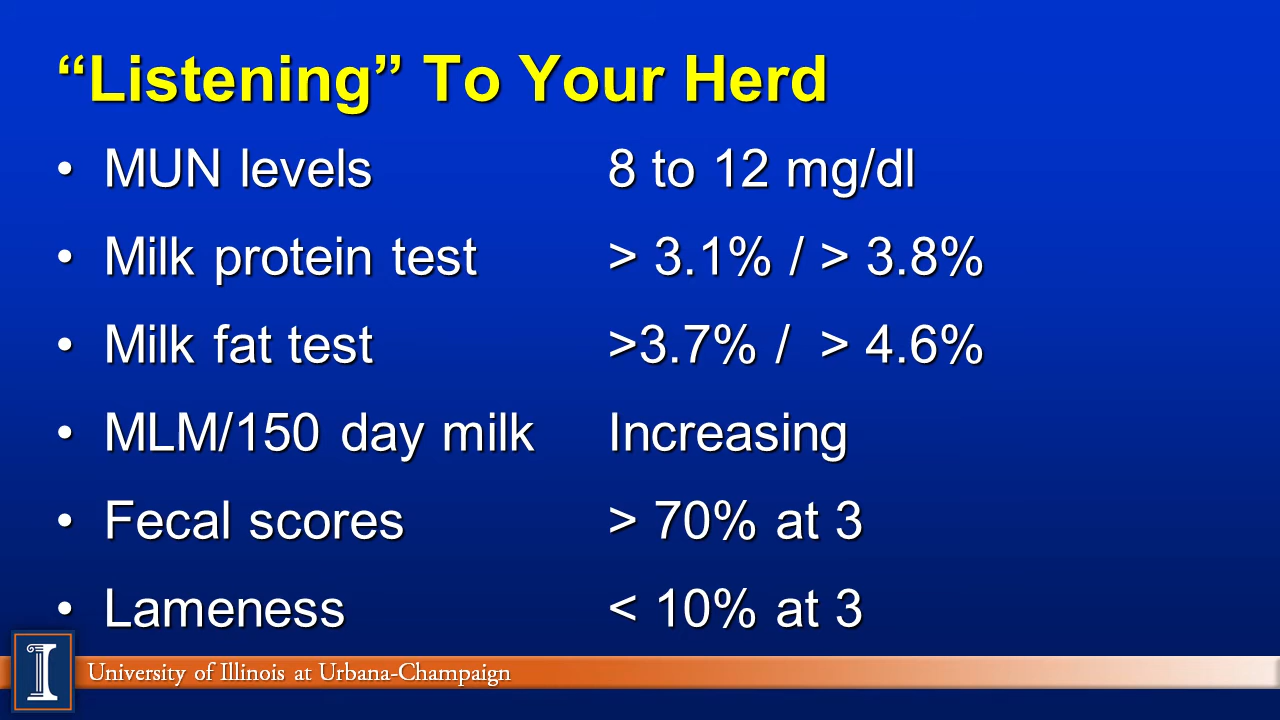 “Listening” To Your Herd
• MUN levels 8 to 12 mg/dl
• Milk protein test > 3.1% / > 3.8%
• Milk fat test >3.7% / > 4.6%
• MLM/150 day milk Increasing
• Fecal scores > 70% at 3
• Lameness < 10% at 3
I University of Illinois at Urbana-Champaign